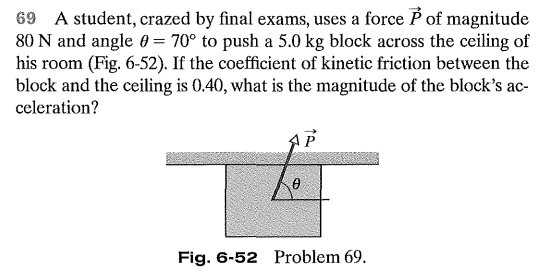 69 A student, crazed by final exams, uses a force P⃗ of magnitude
80 N and angle θ = 70° to push a 5.0 kg block across the ceiling of
his room (Fig. 6-52). If the coefficient of kinetic friction between the
block and the ceiling is 0.40, what is the magnitude of the block's ac-
celeration?
P⃗
θ
Fig. 6-52 Problem 69.